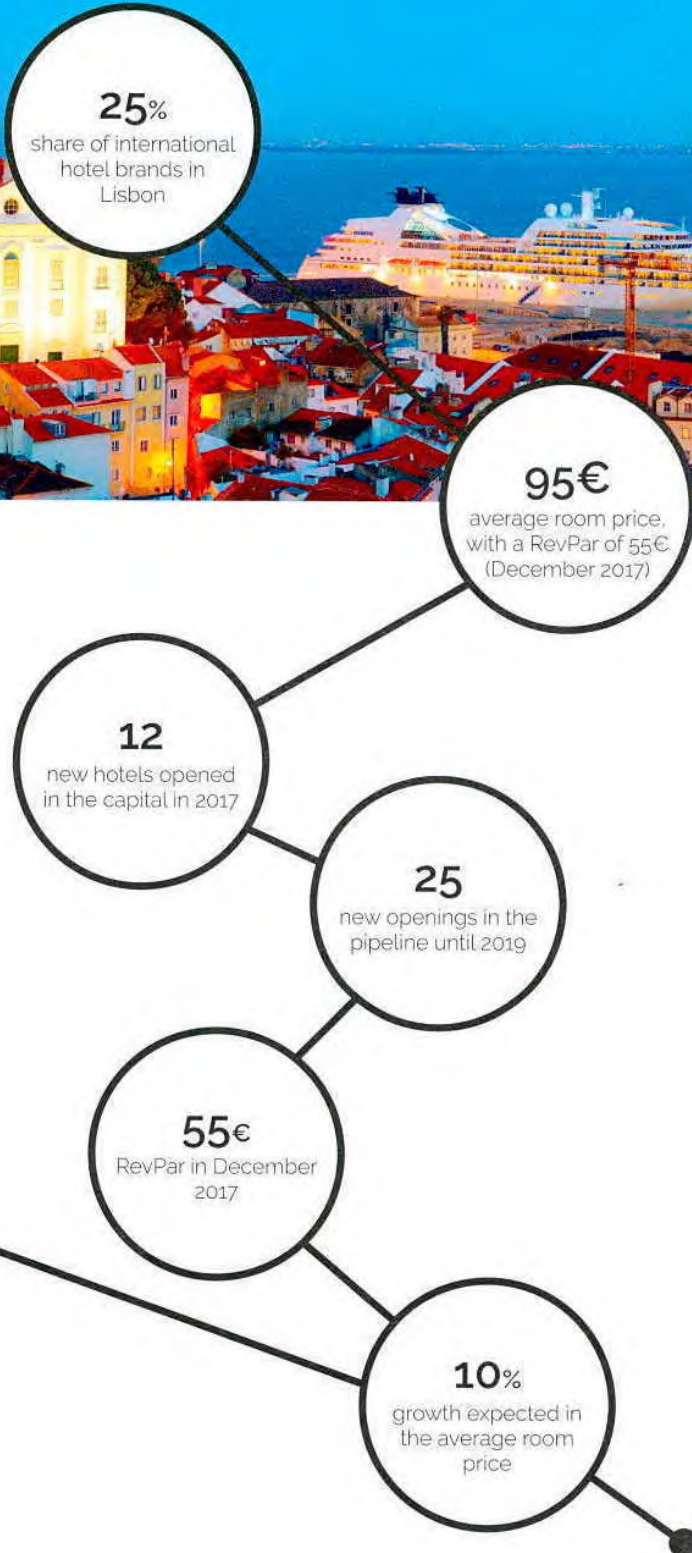 25%
share of international
hotel brands in
Lisbon
95€
average room price,
with a RevPar of 55€
(December 2017)
12
new hotels opened
in the capital in 2017
25
new openings in the
pipeline until 2019
55€
RevPar in December
2017
10%
growth expected in
the average room
price